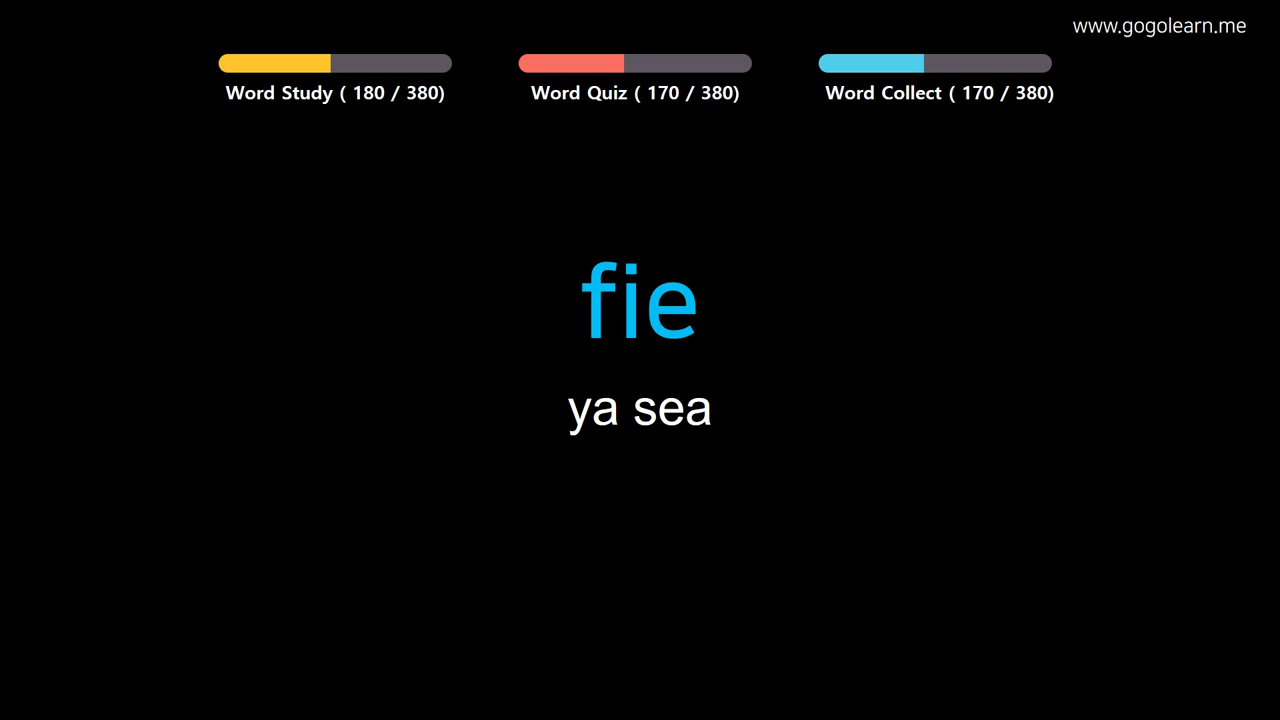 www.gogolearn.me
Word Study ( 180 / 380)
Word Quiz ( 170 / 380)
Word Collect ( 170 / 380)
fie
ya sea